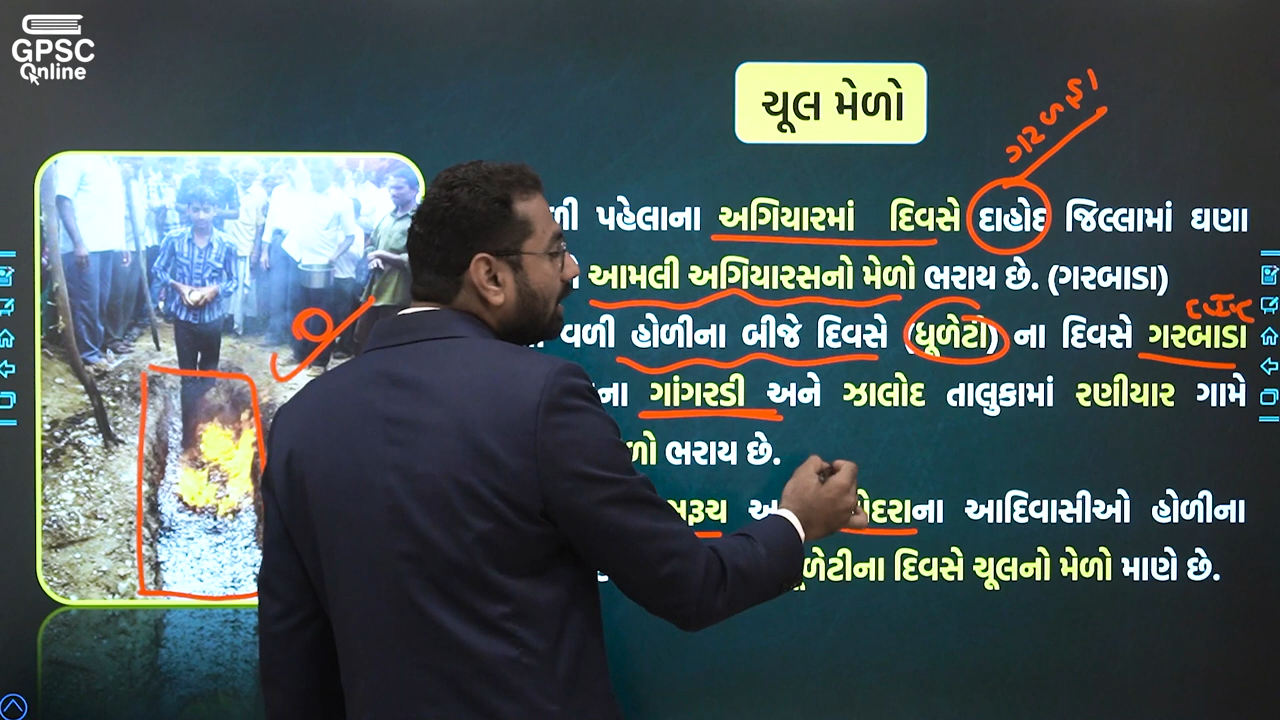 GPSC
Online
ચૂલ મેળો
ગરબાડા
પહેલાના અગિયારમાં દિવસે દાહોદ જિલ્લામાં ઘણા
આમલી અગિયારસનો મેળો ભરાય છે. (ગરબાડા)
વળી હોળીના બીજે દિવસે (ધૂળેટી) ના દિવસે ગરબાડા
ગાંગરડી અને ઝાલોદ તાલુકામાં રણીયાર ગામે
ભરાય છે.
આદિવાસીઓ હોળીના
દિવસે ચૂલનો મેળો માણે છે.